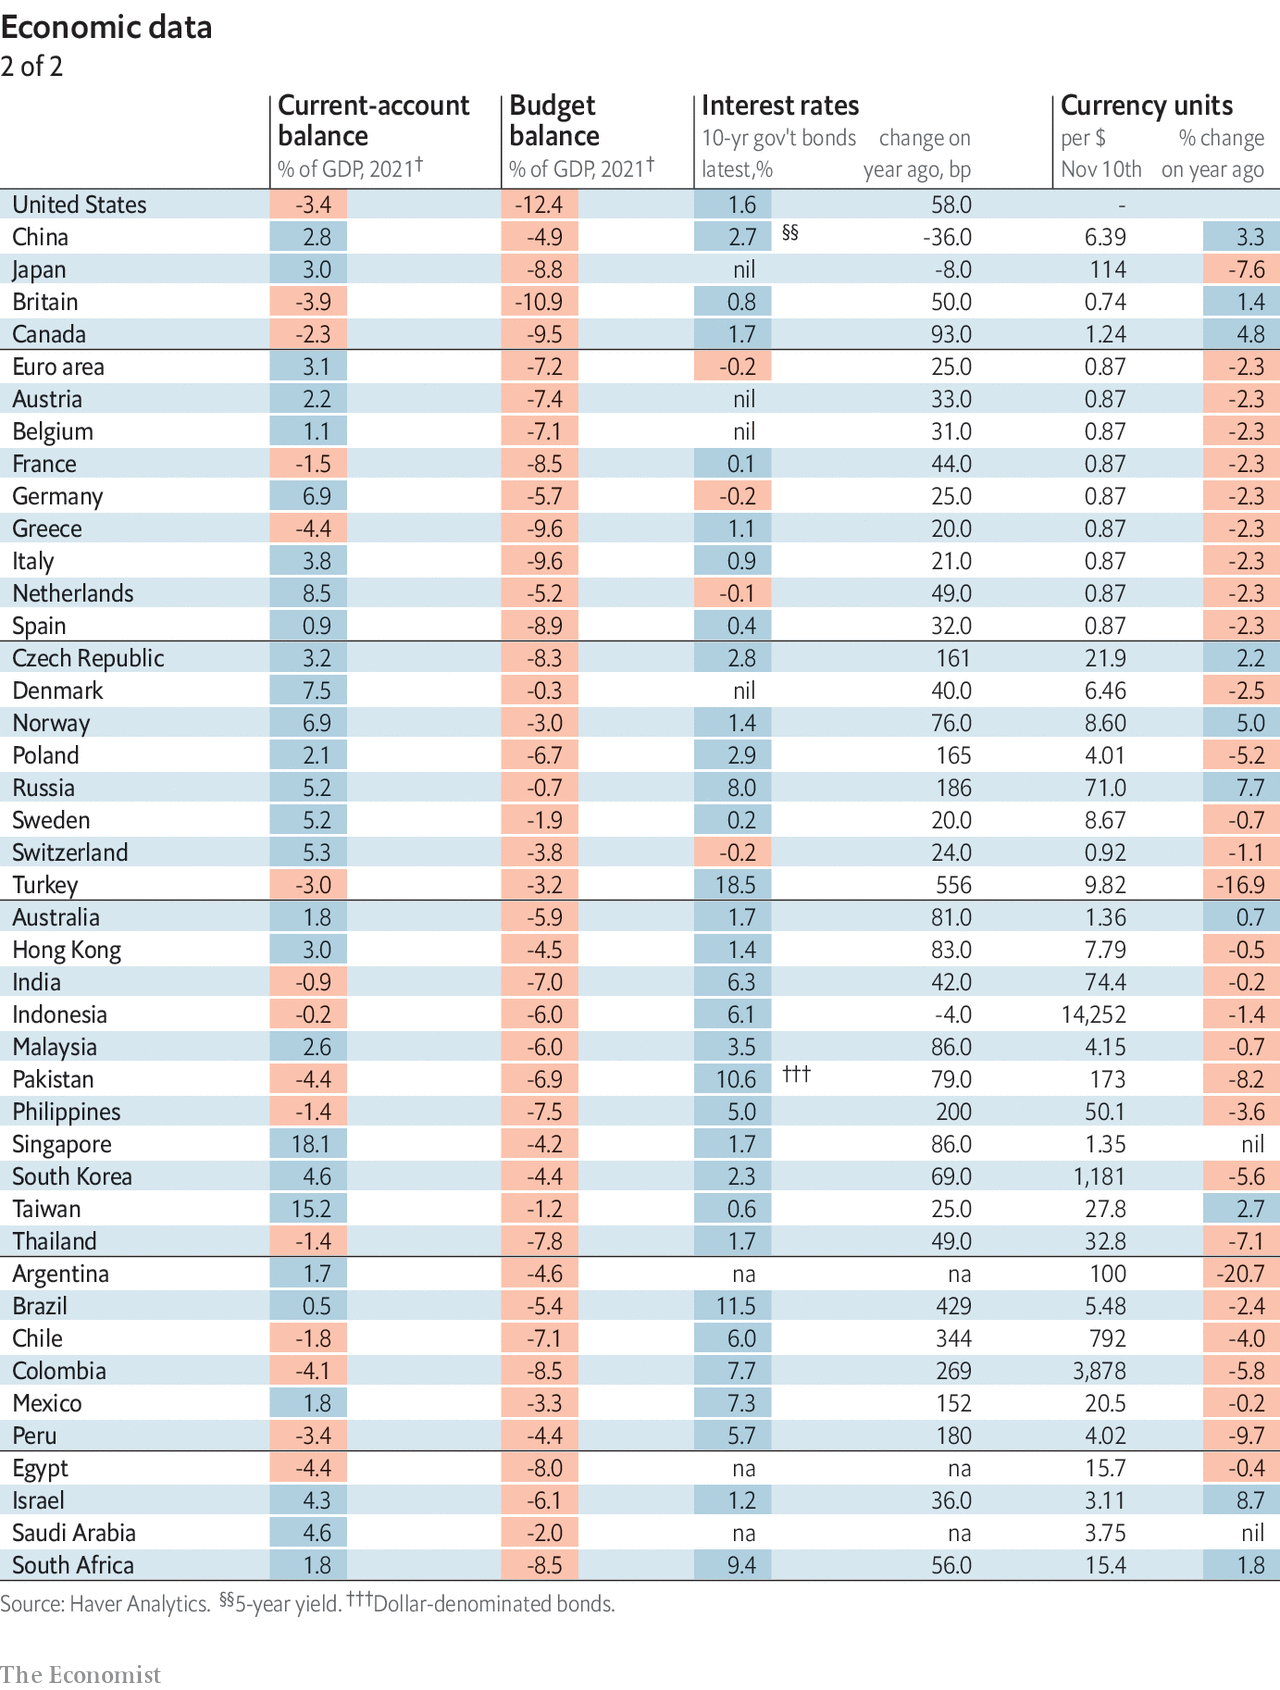 Economic data
2 of 2
Current-account balance % of GDP, 2021† Budget balance % of GDP, 2021† Interest rates 10-yr gov't bonds latest,% change on year ago, bp Currency units per $ Nov 10th % change on year ago
United States -3.4 -12.4 1.6 58.0 -
China 2.8 -4.9 2.7 §§ -36.0 6.39 3.3
Japan 3.0 -8.8 nil -8.0 114 -7.6
Britain -3.9 -10.9 0.8 50.0 0.74 1.4
Canada -2.3 -9.5 1.7 93.0 1.24 4.8
Euro area 3.1 -7.2 -0.2 25.0 0.87 -2.3
Austria 2.2 -7.4 nil 33.0 0.87 -2.3
Belgium 1.1 -7.1 nil 31.0 0.87 -2.3
France -1.5 -8.5 0.1 44.0 0.87 -2.3
Germany 6.9 -5.7 -0.2 25.0 0.87 -2.3
Greece -4.4 -9.6 1.1 20.0 0.87 -2.3
Italy 3.8 -9.6 0.9 21.0 0.87 -2.3
Netherlands 8.5 -5.2 -0.1 49.0 0.87 -2.3
Spain 0.9 -8.9 0.4 32.0 0.87 -2.3
Czech Republic 3.2 -8.3 2.8 161 21.9 2.2
Denmark 7.5 -0.3 nil 40.0 6.46 -2.5
Norway 6.9 -3.0 1.4 76.0 8.60 5.0
Poland 2.1 -6.7 2.9 165 4.01 -5.2
Russia 5.2 -0.7 8.0 186 71.0 7.7
Sweden 5.2 -1.9 0.2 20.0 8.67 -0.7
Switzerland 5.3 -3.8 -0.2 24.0 0.92 -1.1
Turkey -3.0 -3.2 18.5 556 9.82 -16.9
Australia 1.8 -5.9 1.7 81.0 1.36 0.7
Hong Kong 3.0 -4.5 1.4 83.0 7.79 -0.5
India -0.9 -7.0 6.3 42.0 74.4 -0.2
Indonesia -0.2 -6.0 6.1 -4.0 14,252 -1.4
Malaysia 2.6 -6.0 3.5 86.0 4.15 -0.7
Pakistan -4.4 -6.9 10.6 ††† 79.0 173 -8.2
Philippines -1.4 -7.5 5.0 200 50.1 -3.6
Singapore 18.1 -4.2 1.7 86.0 1.35 nil
South Korea 4.6 -4.4 2.3 69.0 1,181 -5.6
Taiwan 15.2 -1.2 0.6 25.0 27.8 2.7
Thailand -1.4 -7.8 1.7 49.0 32.8 -7.1
Argentina 1.7 -4.6 na na 100 -20.7
Brazil 0.5 -5.4 11.5 429 5.48 -2.4
Chile -1.8 -7.1 6.0 344 792 -4.0
Colombia -4.1 -8.5 7.7 269 3,878 -5.8
Mexico 1.8 -3.3 7.3 152 20.5 -0.2
Peru -3.4 -4.4 5.7 180 4.02 -9.7
Egypt -4.4 -8.0 na na 15.7 -0.4
Israel 4.3 -6.1 1.2 36.0 3.11 8.7
Saudi Arabia 4.6 -2.0 na na 3.75 nil
South Africa 1.8 -8.5 9.4 56.0 15.4 1.8
Source: Haver Analytics. §§5-year yield. †††Dollar-denominated bonds.
The Economist